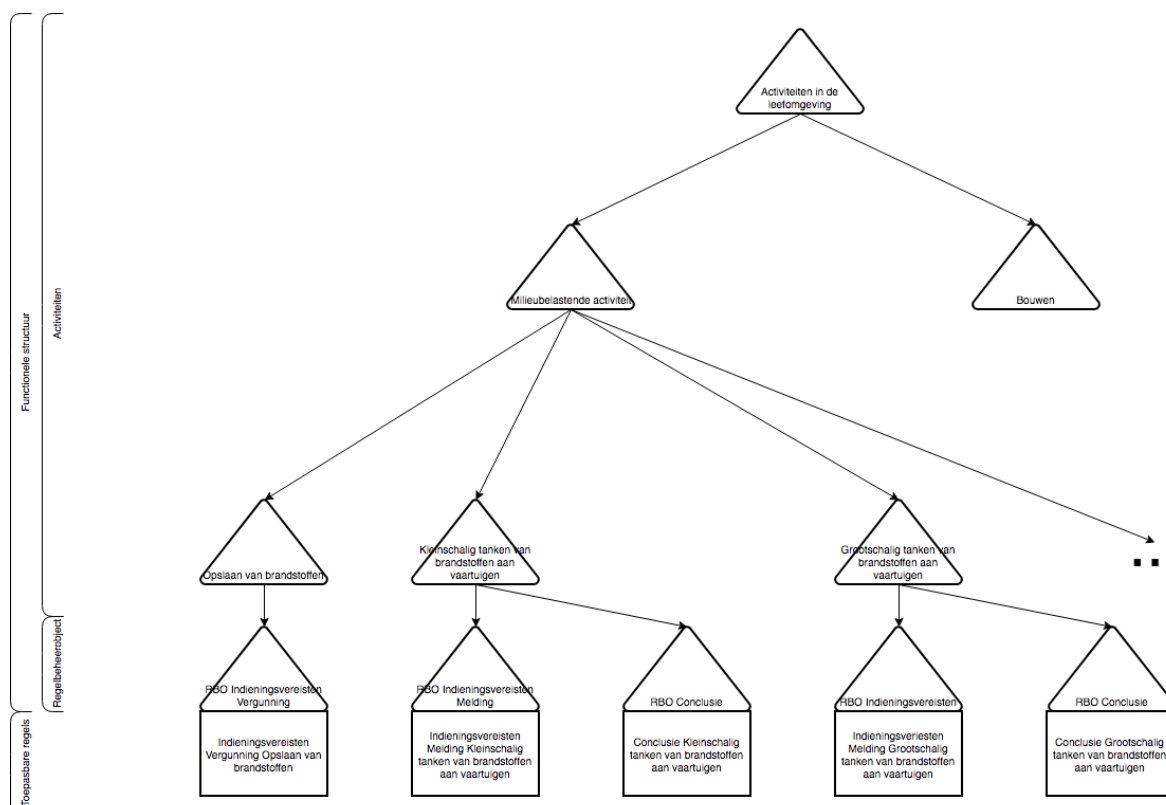 Activiteiten in de
leefomgeving
Milieubelastende activiteit
Bouwen
Functionele structuur
Activiteiten
Opslaan van brandstoffen
Kleinschalig tanken van
brandstoffen aan
vaartuigen
Grootschalig tanken van
brandstoffen aan
vaartuigen
..
Regelbeheerobject
RBO Indieningsvereisten
Vergunning
RBO Indieningsvereisten
Melding
RBO Conclusie
RBO Indieningsvereisten
RBO Conclusie
Toepasbare regels
Indieningsvereisten
Vergunning Opslaan van
brandstoffen
Indieningsvereisten
Melding Kleinschalig
tanken van brandstoffen
aan vaartuigen
Conclusie Kleinschalig
tanken van brandstoffen
aan vaartuigen
Indieningsveriesten
Melding Grootschalig
tanken van brandstoffen
aan vaartuigen
Conclusie Grootschalig
tanken van brandstoffen
aan vaartuigen